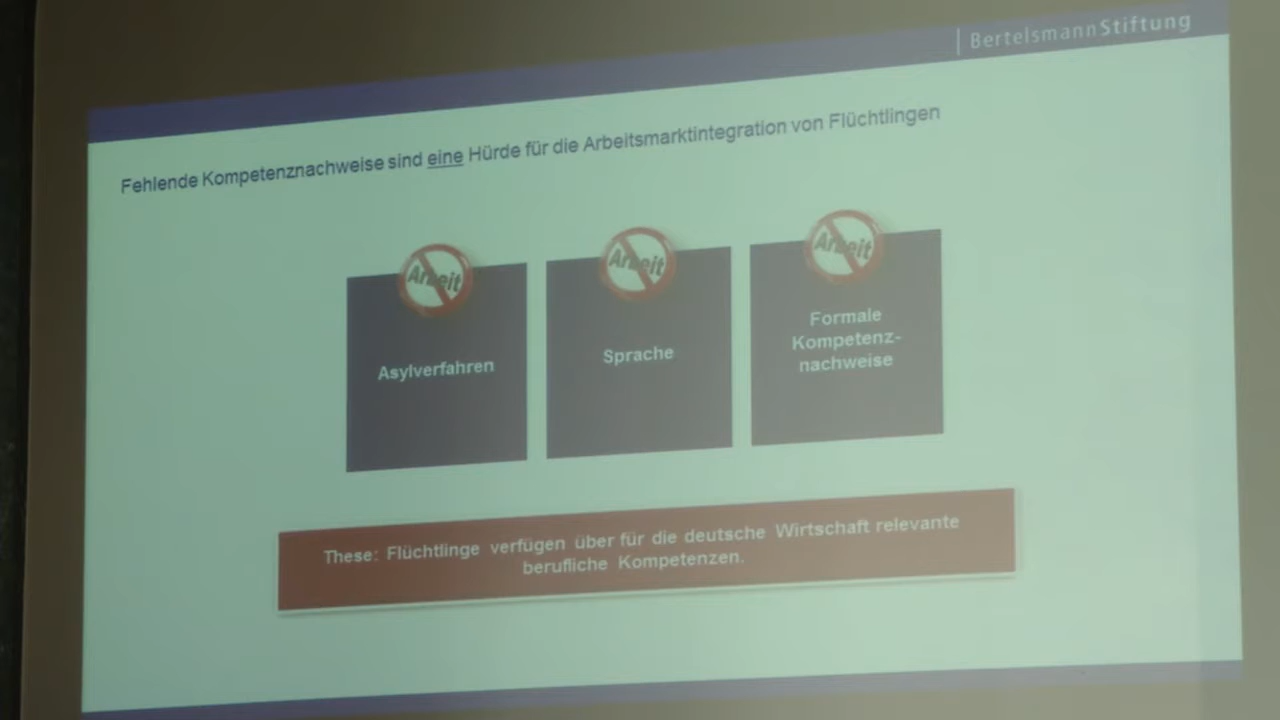 BertelsmannStiftung
Fehlende Kompetenznachweise sind eine Hürde für die Arbeitsmarktintegration von Flüchtlingen
Arbeit
Arbeit
Arbeit
Asylverfahren
Sprache
Formale
Kompetenz-
nachweise
These: Flüchtlinge verfügen über für die deutsche Wirtschaft relevante
berufliche Kompetenzen.